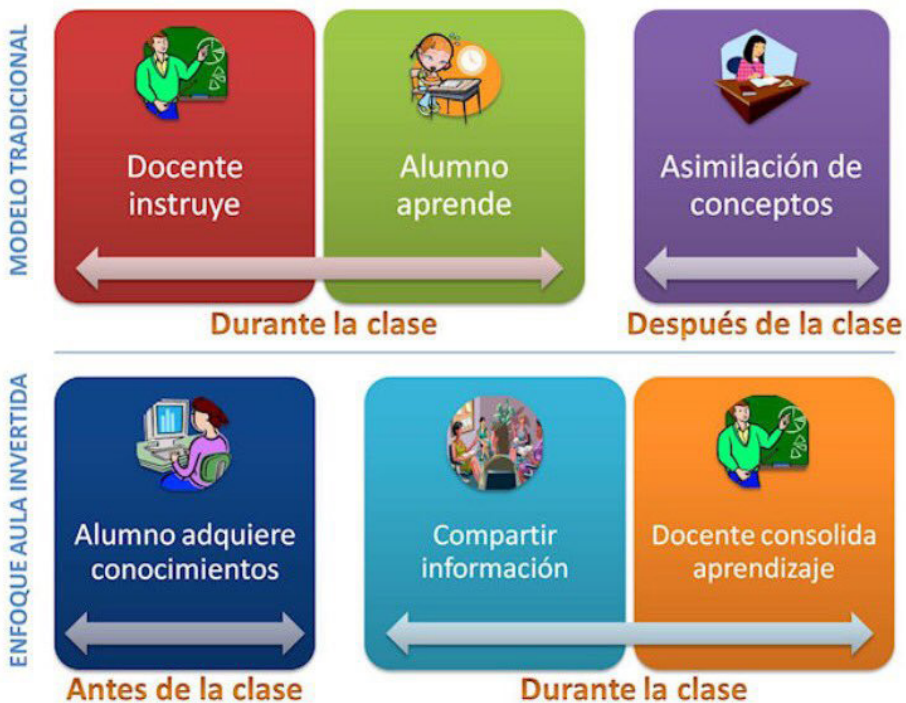 MODELO TRADICIONAL
Docente
instruye
Alumno
aprende
Asimilación de
conceptos
Durante la clase
Después de la clase
ENFOQUE AULA INVERTIDA
Alumno adquiere
conocimientos
Compartir
información
Docente consolida
aprendizaje
Antes de la clase
Durante la clase